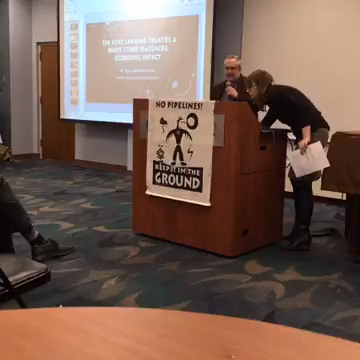 THE FORT LARAMIE TREATIES &
WHITE STONE MASSACRE:
ECONOMIC IMPACT
NO PIPELINES!
KEEP IT IN THE
GROUND